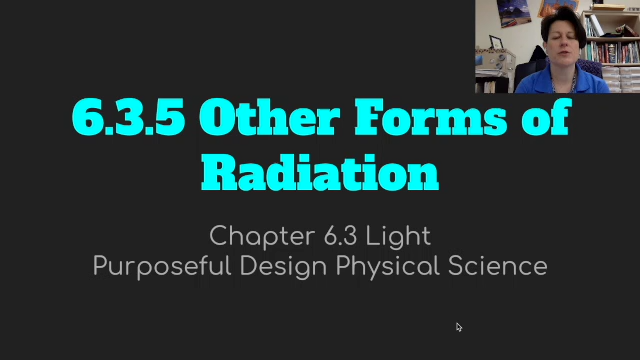 6.3.5 Other Forms of
Radiation
Chapter 6.3 Light
Purposeful Design Physical Science